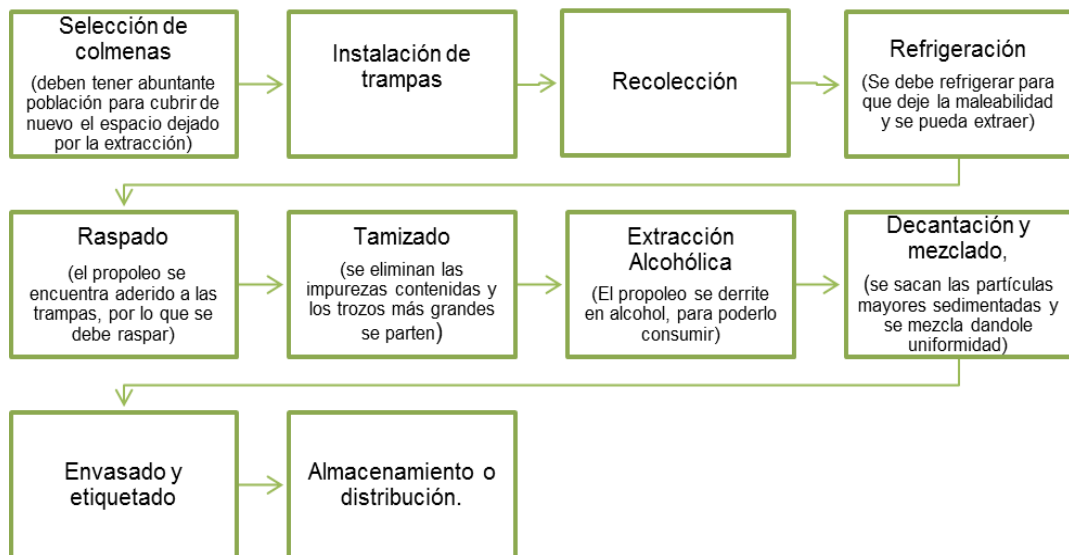 Selección de
colmenas
(deben tener abuntante
población para cubrir de
nuevo el espacio dejado
por la extracción)
Instalación de
trampas
Recolección
Refrigeración
(Se debe refrigerar para
que deje la maleabilidad
y se pueda extraer)
Raspado
(el propoleo se
encuentra aderido a las
trampas, por lo que se
debe raspar)
Tamizado
(se eliminan las
impurezas contenidas y
los trozos más grandes
se parten)
Extracción
Alcohólica
(El propoleo se derrite
en alcohol, para poderlo
consumir)
Decantación y
mezclado,
(se sacan las partículas
mayores sedimentadas y
se mezcla dandole
uniformidad)
Envasado y
etiquetado
Almacenamiento o
distribución.